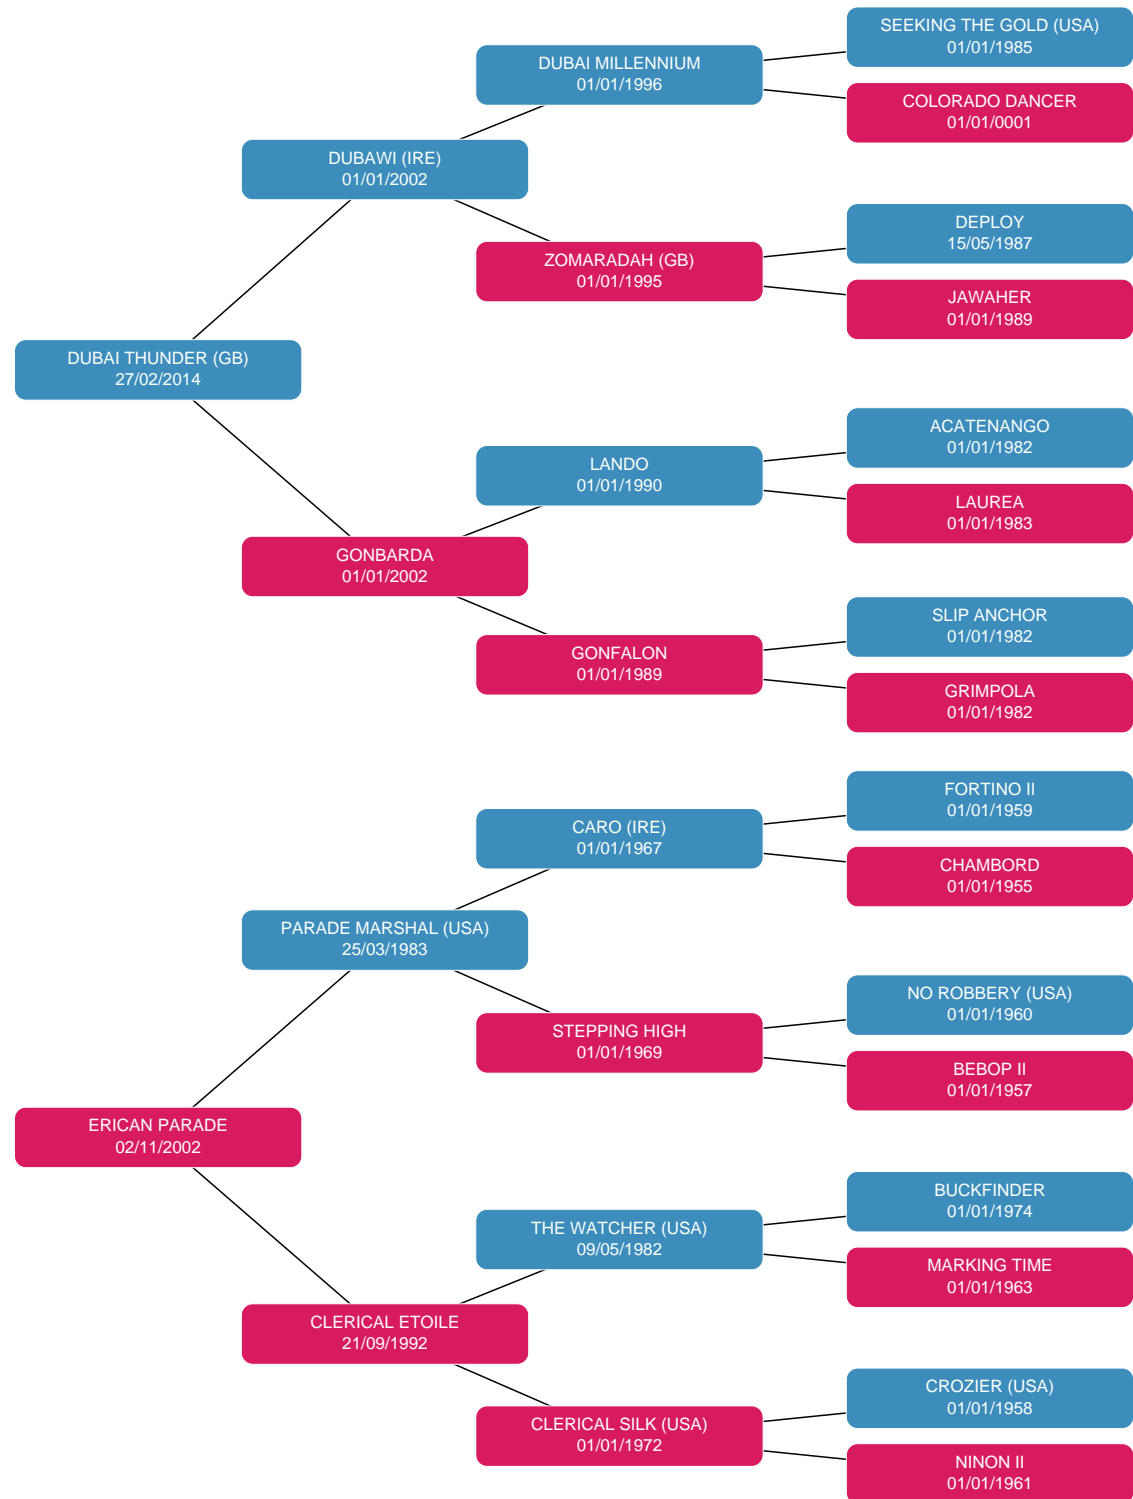 SEEKING THE GOLD (USA)
01/01/1985
DUBAI MILLENNIUM
01/01/1996
COLORADO DANCER
01/01/0001
DUBAWI (IRE)
01/01/2002
DEPLOY
15/05/1987
ZOMARADAH (GB)
01/01/1995
JAWAHER
01/01/1989
DUBAI THUNDER (GB)
27/02/2014
ACATENANGO
01/01/1982
LANDO
01/01/1990
LAUREA
01/01/1983
GONBARDA
01/01/2002
SLIP ANCHOR
01/01/1982
GONFALON
01/01/1989
GRIMPOLA
01/01/1982
FORTINO II
01/01/1959
CARO (IRE)
01/01/1967
CHAMBORD
01/01/1955
PARADE MARSHAL (USA)
25/03/1983
NO ROBBERY (USA)
01/01/1960
STEPPING HIGH
01/01/1969
BEBOP II
01/01/1957
ERICAN PARADE
02/11/2002
BUCKFINDER
01/01/1974
THE WATCHER (USA)
09/05/1982
MARKING TIME
01/01/1963
CLERICAL ETOILE
21/09/1992
CROZIER (USA)
01/01/1958
CLERICAL SILK (USA)
01/01/1972
NINON II
01/01/1961